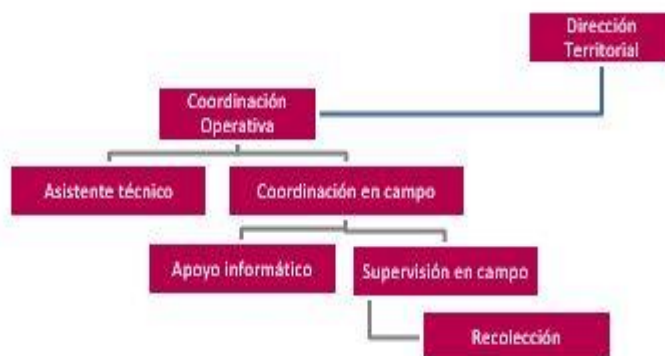 Dirección
Territorial
Coordinación
Operativa
Asistente técnico
Coordinación en campo
Apoyo informático
Supervisión en campo
Recolección